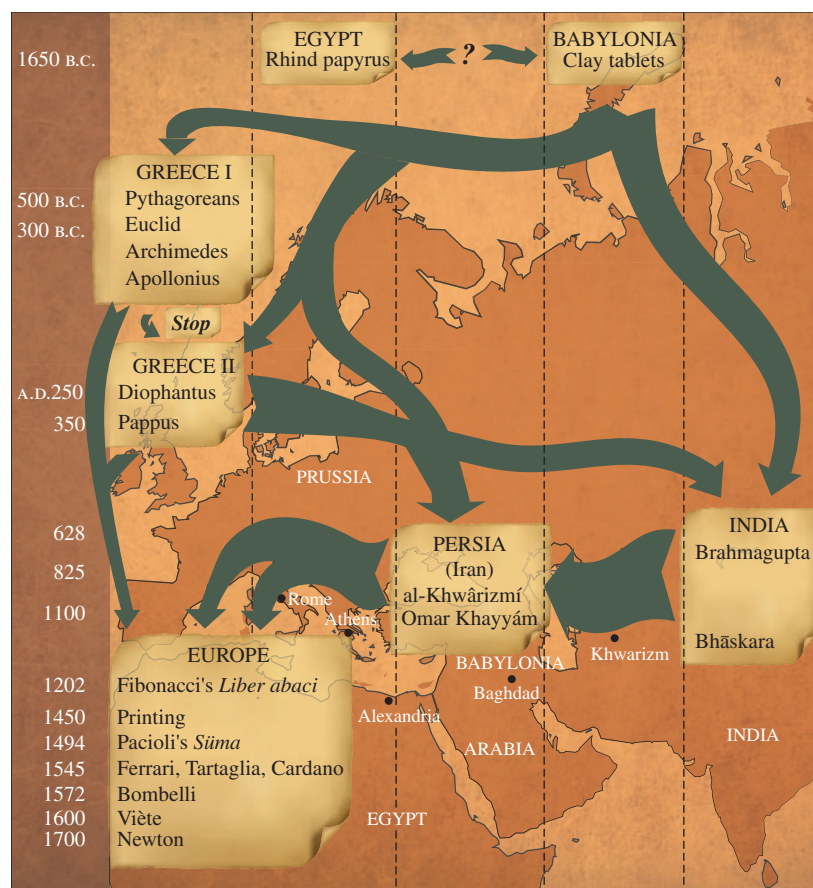 1650 B.C.
EGYPT
Rhind papyrus
?
BABYLONIA
Clay tablets
GREECE I
Pythagoreans
500 B.C.
Euclid
300 B.C.
Archimedes
Apollonius
Stop
GREECE II
A.D.250
Diophantus
350
Pappus
PRUSSIA
628
825
1100
PERSIA
(Iran)
al-Khwârizmí
Omar Khayyám
INDIA
Brahmagupta
Bhāskara
Rome
Athens
BABYLONIA
Khwarizm
Baghdad
Alexandria
ARABIA
INDIA
EGYPT
EUROPE
1202 Fibonacci's Liber abaci
1450 Printing
1494 Pacioli's Süma
1545 Ferrari, Tartaglia, Cardano
1572 Bombelli
1600 Viète
1700 Newton